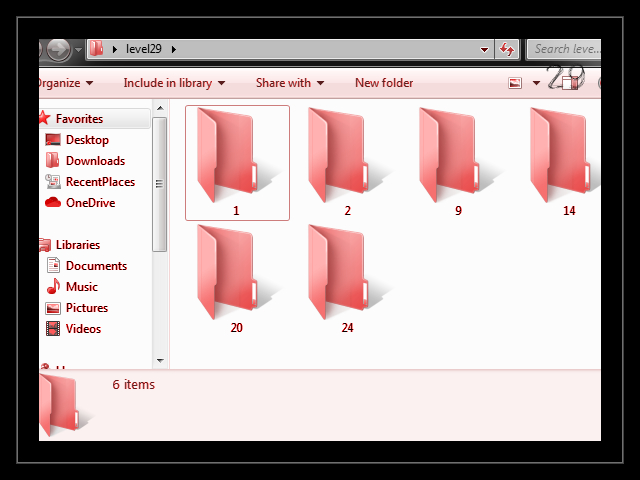 level29
Search leve...
29
Organize
Include in library
Share with
New folder
Favorites
Desktop
Downloads
RecentPlaces
OneDrive
Libraries
Documents
Music
Pictures
Videos
1
2
9
14
20
24
6 items